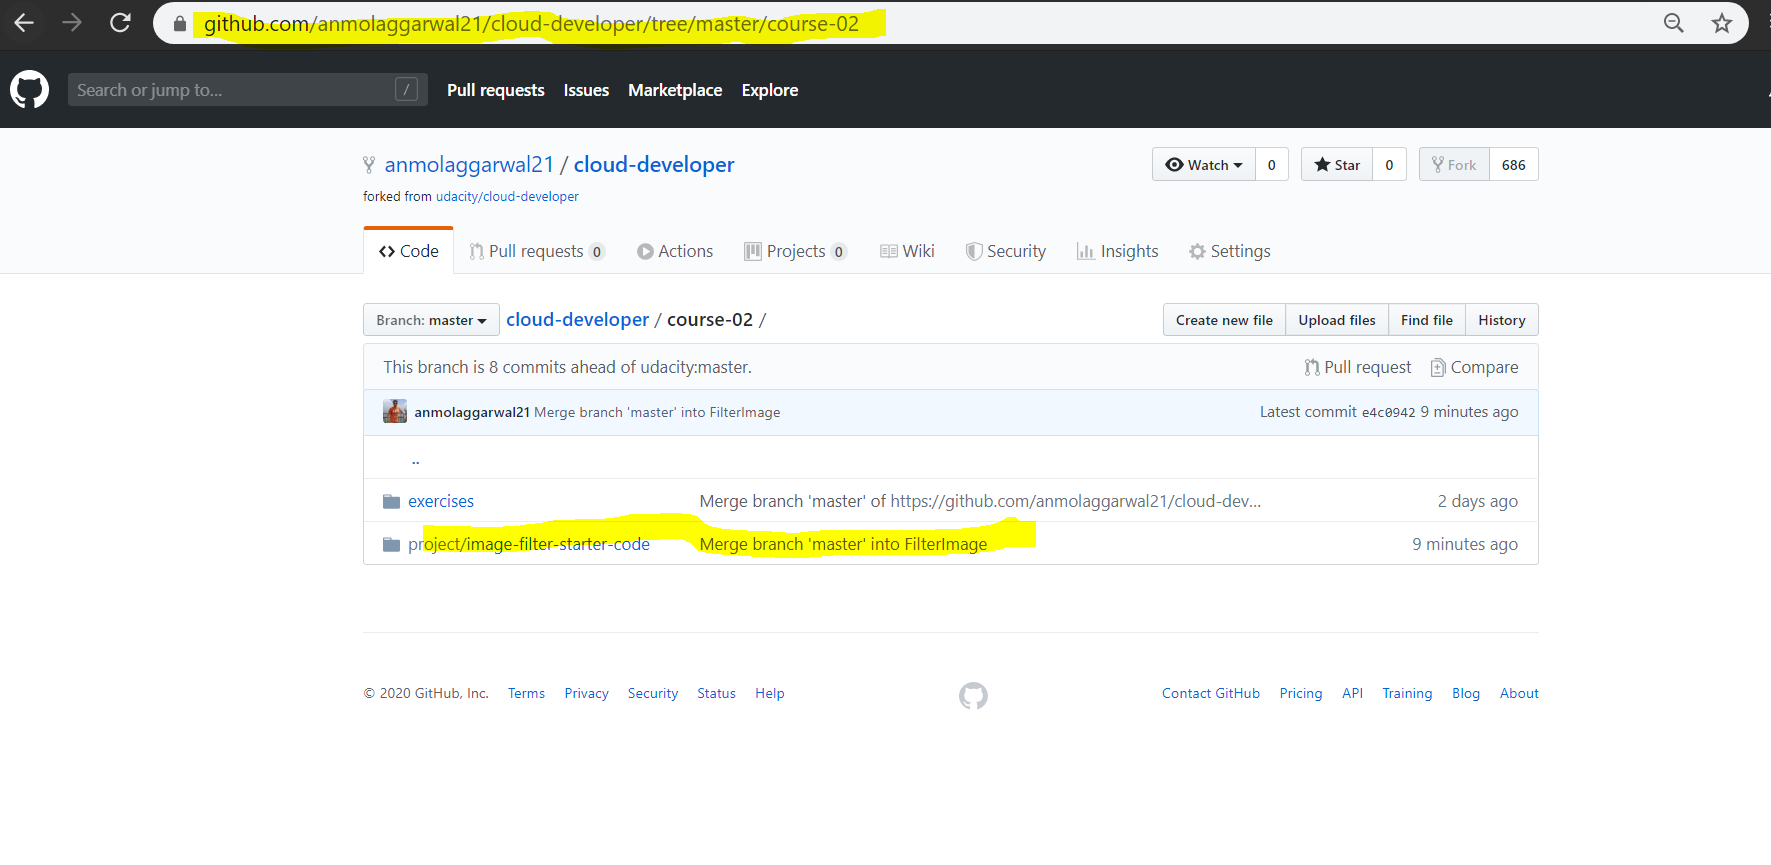 github.com/anmolaggarwal21/cloud-developer/tree/master/course-02
Search or jump to... /
Pull requests Issues Marketplace Explore
anmolaggarwal21 / cloud-developer
Watch 0 Star 0 Fork 686
forked from udacity/cloud-developer
Code Pull requests 0 Actions Projects 0 Wiki Security Insights Settings
Branch: master cloud-developer / course-02 /
Create new file Upload files Find file History
This branch is 8 commits ahead of udacity:master.
Pull request Compare
anmolaggarwal21 Merge branch 'master' into FilterImage
Latest commit e4c0942 9 minutes ago
..
exercises Merge branch 'master' of https://github.com/anmolaggarwal21/cloud-dev... 2 days ago
project/image-filter-starter-code Merge branch 'master' into FilterImage 9 minutes ago
© 2020 GitHub, Inc. Terms Privacy Security Status Help
Contact GitHub Pricing API Training Blog About